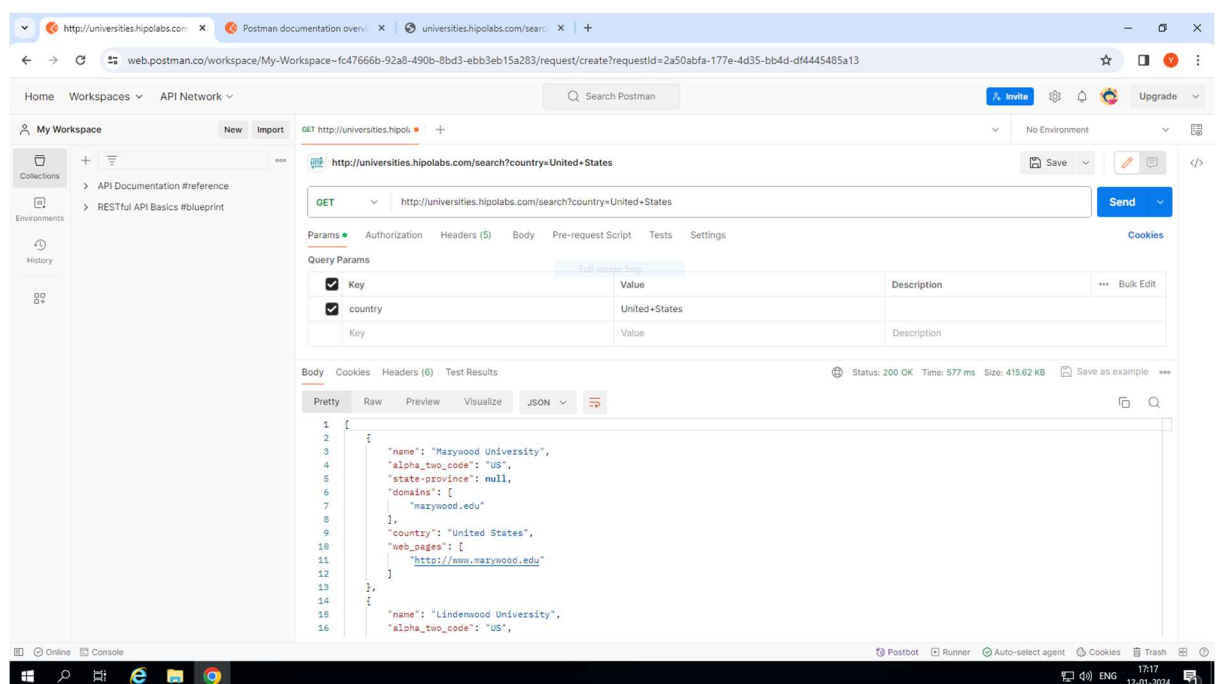 http://universities.hipolabs.com
Postman documentation overvi
universities.hipolabs.com/searc
web.postman.co/workspace/My-Workspace~fc47666b-92a8-490b-8bd3-ebb3eb15a283/request/create?requestId=2a50abfa-177e-4d35-bb4d-df4445485a13
Home Workspaces API Network Search Postman Invite Upgrade
My Workspace New Import GET http://universities.hipol No Environment
Collections
Environments
History
API Documentation #reference
RESTful API Basics #blueprint
HTTP http://universities.hipolabs.com/search?country=United+States Save
GET http://universities.hipolabs.com/search?country=United+States Send
Params Authorization Headers (5) Body Pre-request Script Tests Settings Cookies
Query Params
Full-screen Snip
Key Value Description Bulk Edit
country United+States
Key Value Description
Body Cookies Headers (6) Test Results Status: 200 OK Time: 577 ms Size: 415.62 KB Save as example
Pretty Raw Preview Visualize JSON
1 [
2 {
3 "name": "Marywood University",
4 "alpha_two_code": "US",
5 "state-province": null,
6 "domains": [
7 "marywood.edu"
8 ],
9 "country": "United States",
10 "web_pages": [
11 "http://www.marywood.edu"
12 ]
13 },
14 {
15 "name": "Lindenwood University",
16 "alpha_two_code": "US",
Online Console Postbot Runner Auto-select agent Cookies Trash
ENG 17:17
12-01-2024